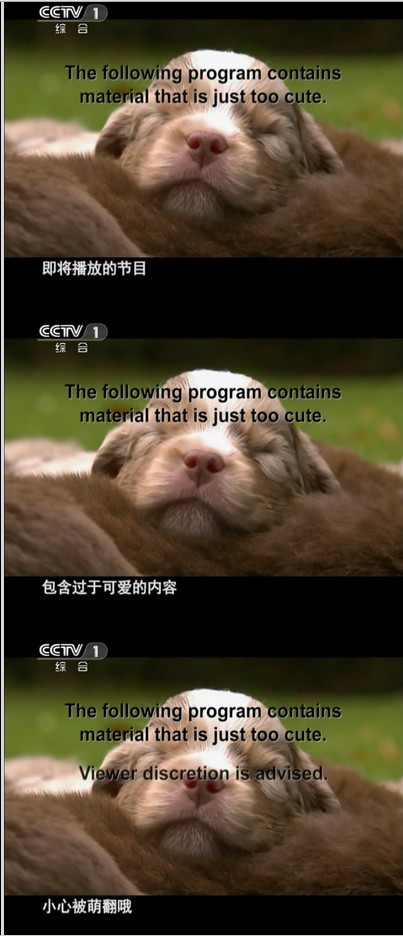 CCTV 1
综合
The following program contains
material that is just too cute.
即将播放的节目
CCTV 1
综合
The following program contains
material that is just too cute.
包含过于可爱的内容
CCTV 1
综合
The following program contains
material that is just too cute.
Viewer discretion is advised.
小心被萌翻哦